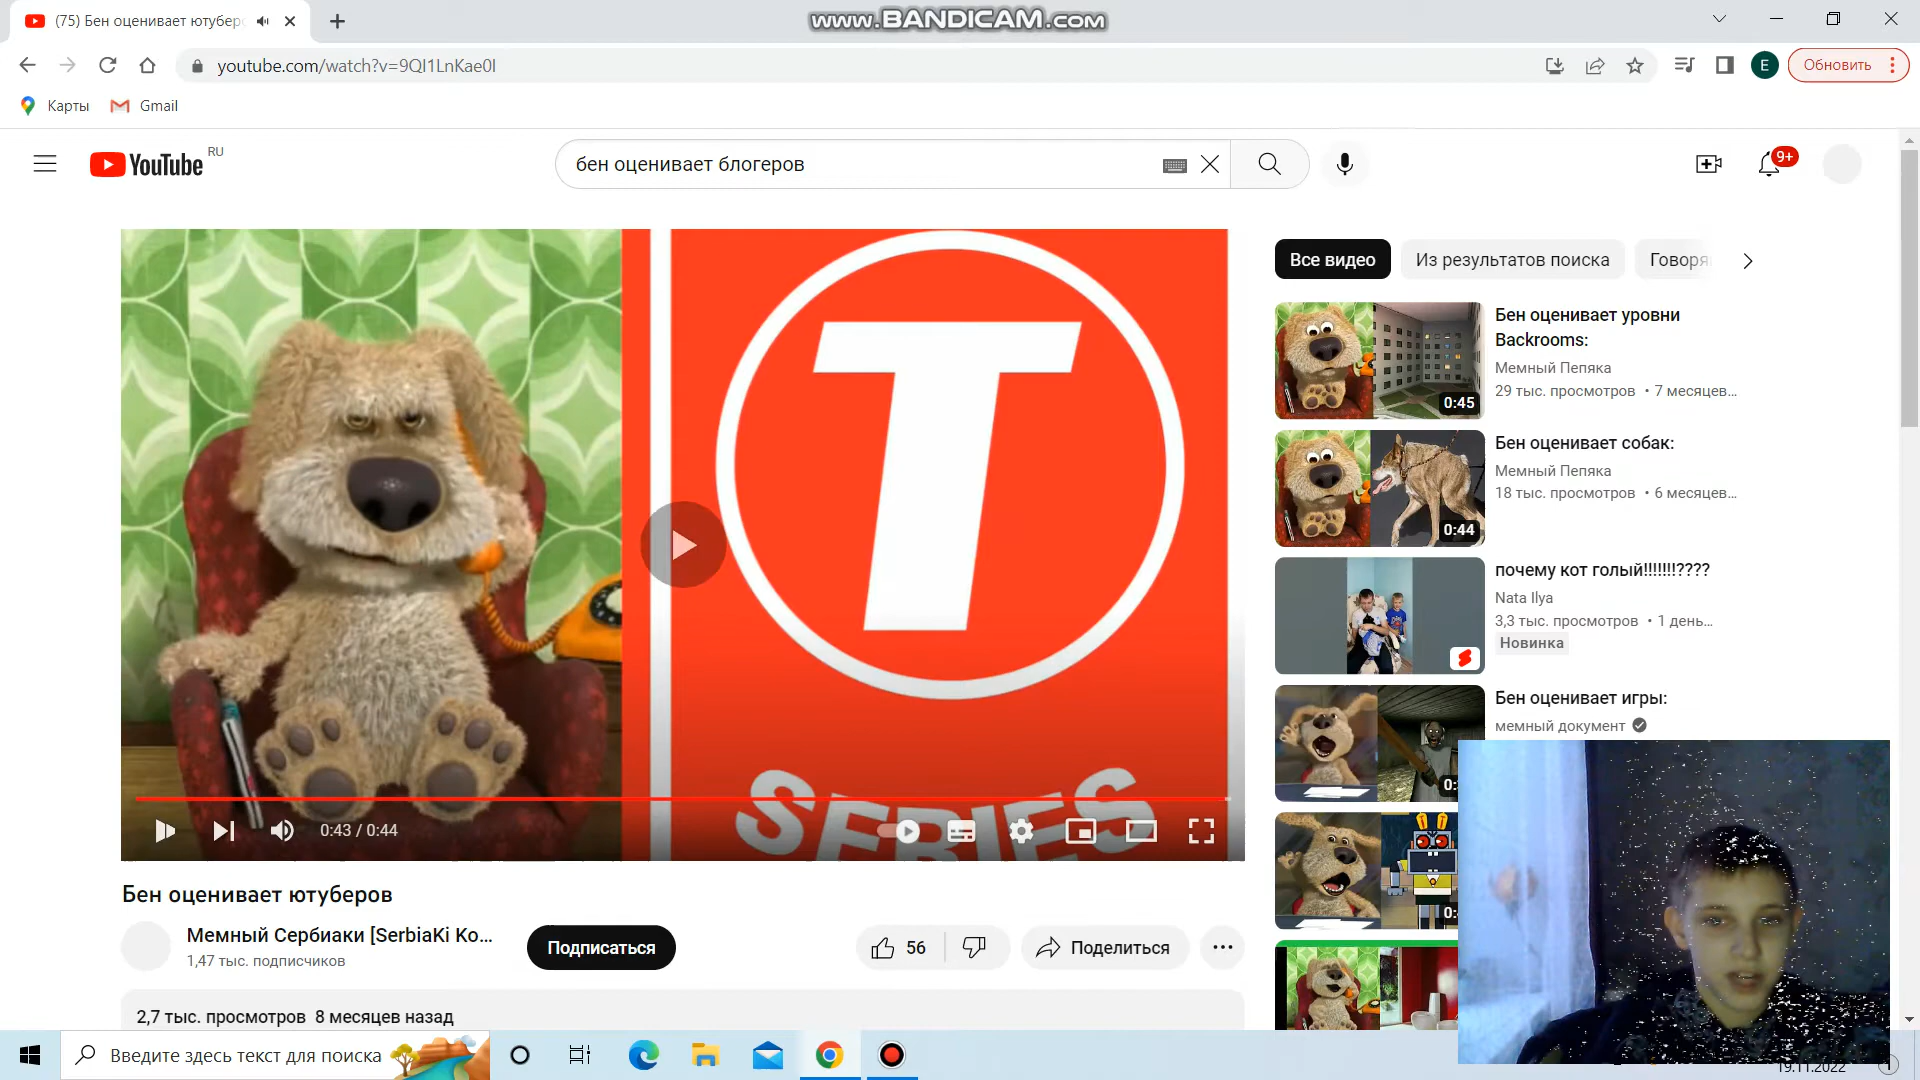 (75) Бен оценивает ютубер
www.BANDICAM.com
youtube.com/watch?v=9QI1LnKae0I
E
Обновить
Карты
Gmail
YouTube
RU
бен оценивает блогеров
9+
Все видео
Из результатов поиска
Говоря
T
SERIES
0:43 / 0:44
Бен оценивает уровни
Backrooms:
Мемный Пепяка
29 тыс. просмотров • 7 месяцев...
0:45
Бен оценивает собак:
Мемный Пепяка
18 тыс. просмотров • 6 месяцев...
0:44
почему кот голый!!!!!!!????
Nata Ilya
3,3 тыс. просмотров • 1 день...
Новинка
Бен оценивает игры:
мемный документ
0:
0:
Бен оценивает ютуберов
Мемный Сербиаки [SerbiaKi Ко...
1,47 тыс. подписчиков
Подписаться
56
Поделиться
2,7 тыс. просмотров 8 месяцев назад
Введите здесь текст для поиска
19.11.2022
1